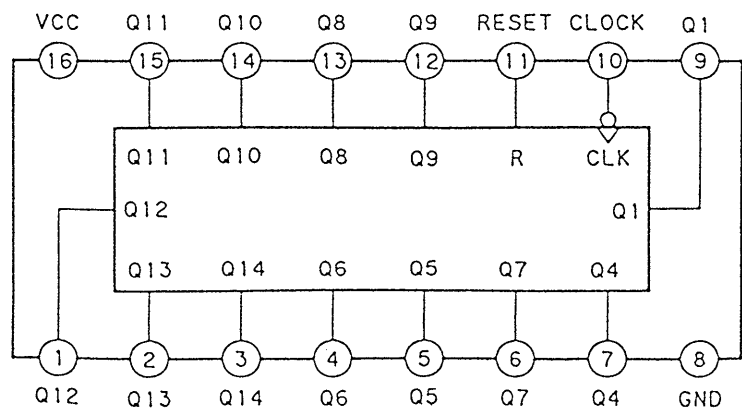 VCC Q11 Q10 Q8 Q9 RESET CLOCK Q1
16 15 14 13 12 11 10 9
Q11 Q10 Q8 Q9 R CLK
Q12 Q1
Q13 Q14 Q6 Q5 Q7 Q4
1 2 3 4 5 6 7 8
Q12 Q13 Q14 Q6 Q5 Q7 Q4 GND